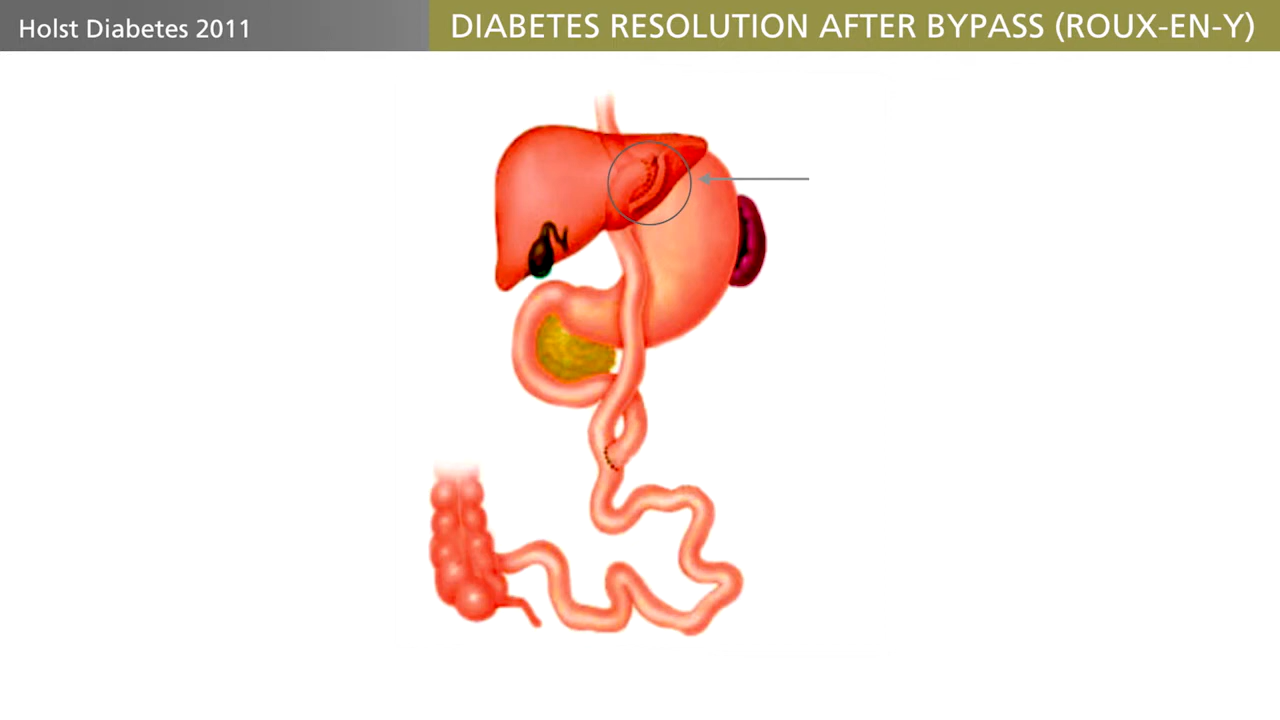 Holst Diabetes 2011
DIABETES RESOLUTION AFTER BYPASS (ROUX-EN-Y)